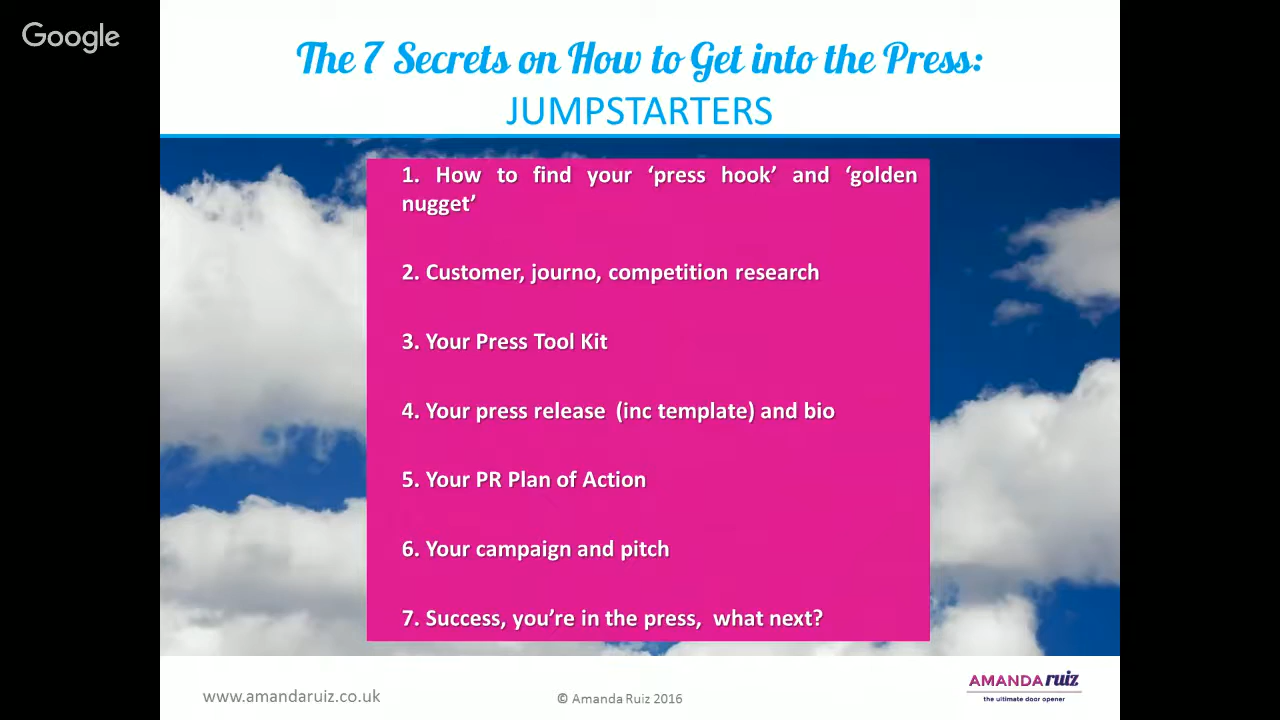 Google
The 7 Secrets on How to Get into the Press:
JUMPSTARTERS
1. How to find your ‘press hook’ and ‘golden
nugget’
2. Customer, journo, competition research
3. Your Press Tool Kit
4. Your press release (inc template) and bio
5. Your PR Plan of Action
6. Your campaign and pitch
7. Success, you’re in the press, what next?
www.amandaruiz.co.uk
© Amanda Ruiz 2016
AMANDA ruiz
the ultimate door opener